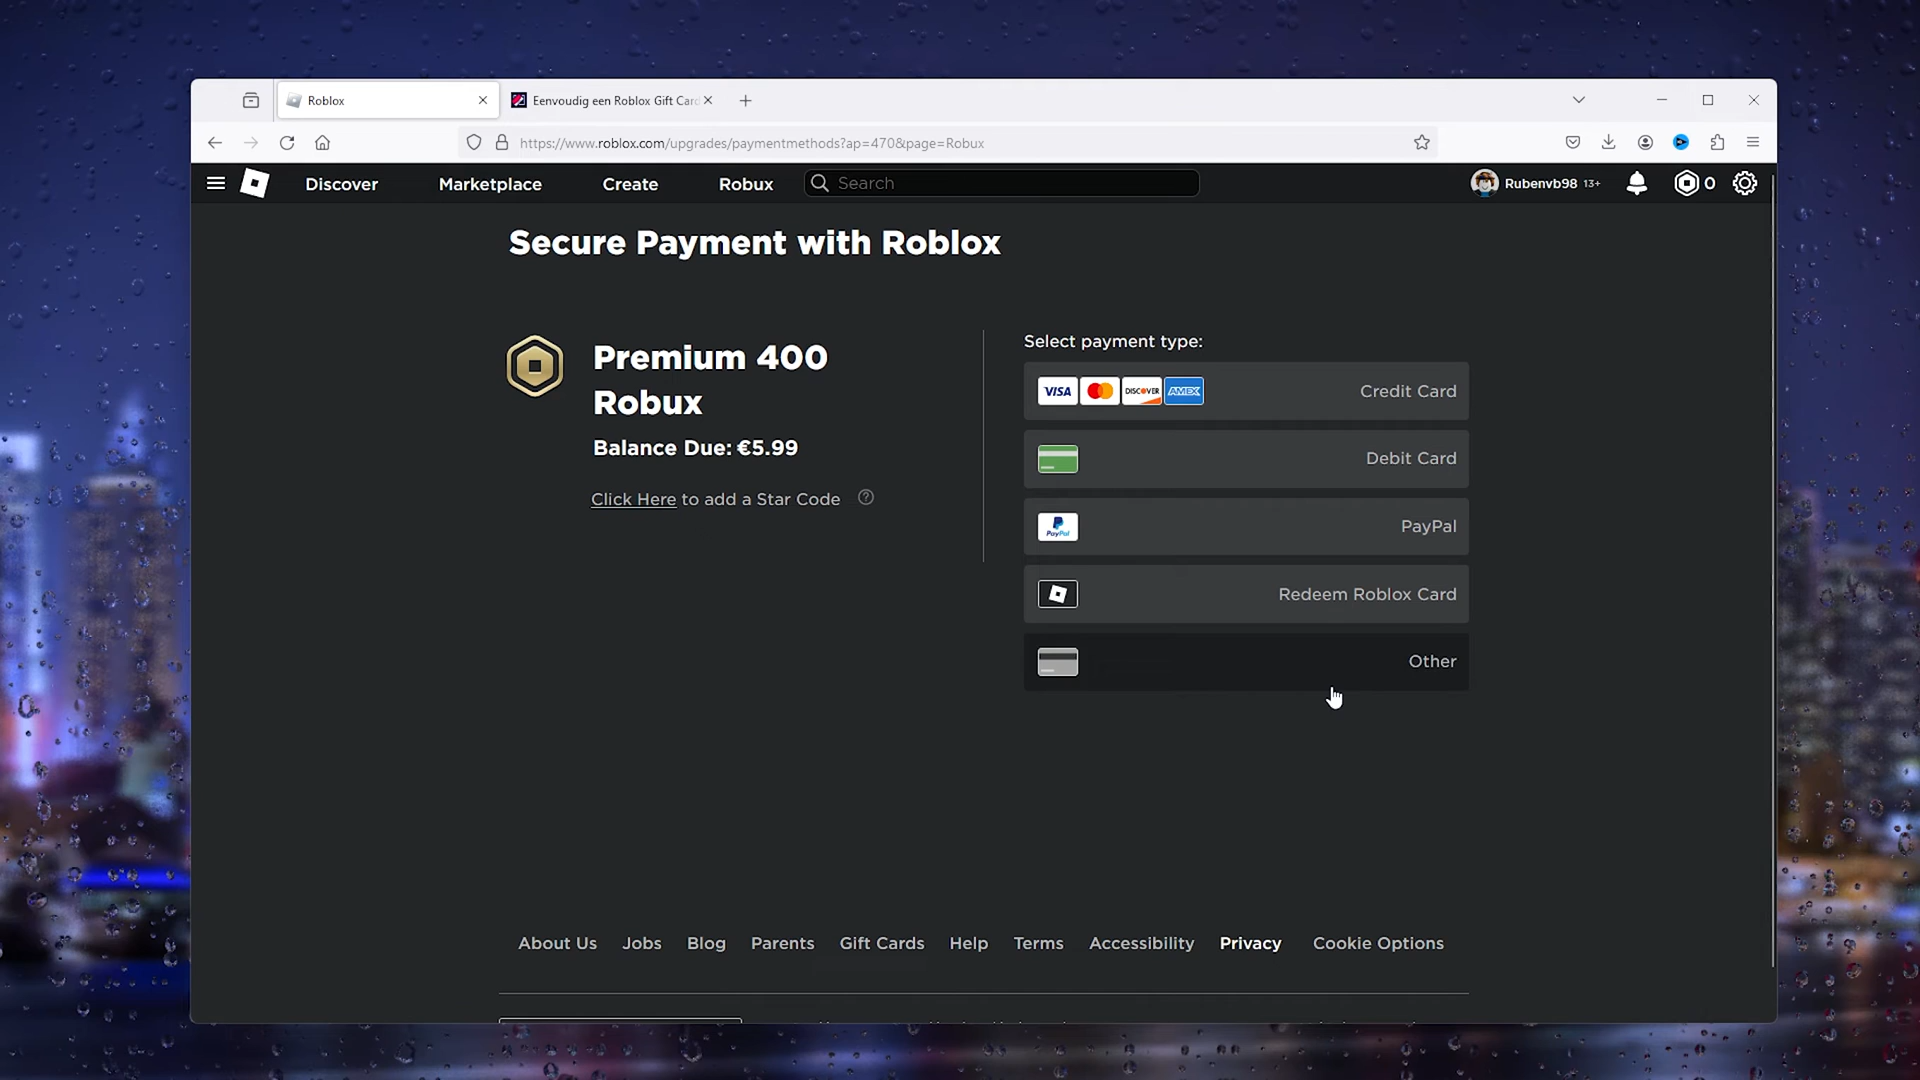 Roblox
Eenvoudig een Roblox Gift Card
https://www.roblox.com/upgrades/paymentmethods?ap=470&page=Robux
Discover
Marketplace
Create
Robux
Search
Rubenvb98 13+
0
Secure Payment with Roblox
Premium 400
Robux
Balance Due: €5.99
Click Here to add a Star Code
Select payment type:
VISA
DISCOVER
AMEX
Credit Card
Debit Card
PayPal
PayPal
Redeem Roblox Card
Other
About Us
Jobs
Blog
Parents
Gift Cards
Help
Terms
Accessibility
Privacy
Cookie Options